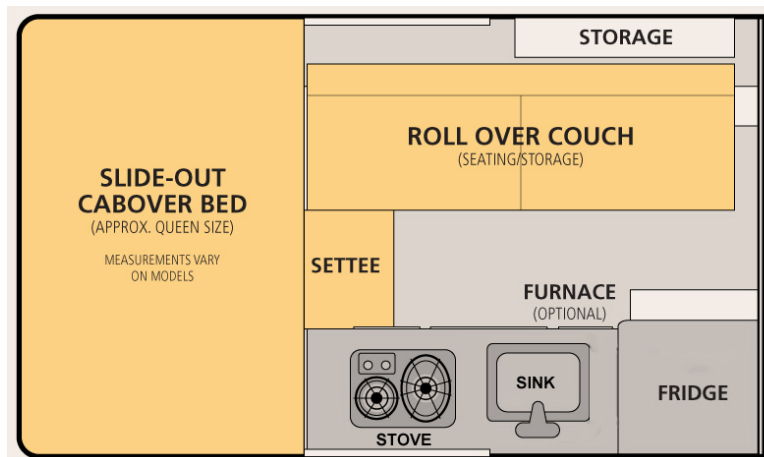 STORAGE
ROLL OVER COUCH
(SEATING/STORAGE)
SLIDE-OUT
CABOVER BED
(APPROX. QUEEN SIZE)
MEASUREMENTS VARY
ON MODELS
SETTEE
FURNACE
(OPTIONAL)
SINK
FRIDGE
STOVE